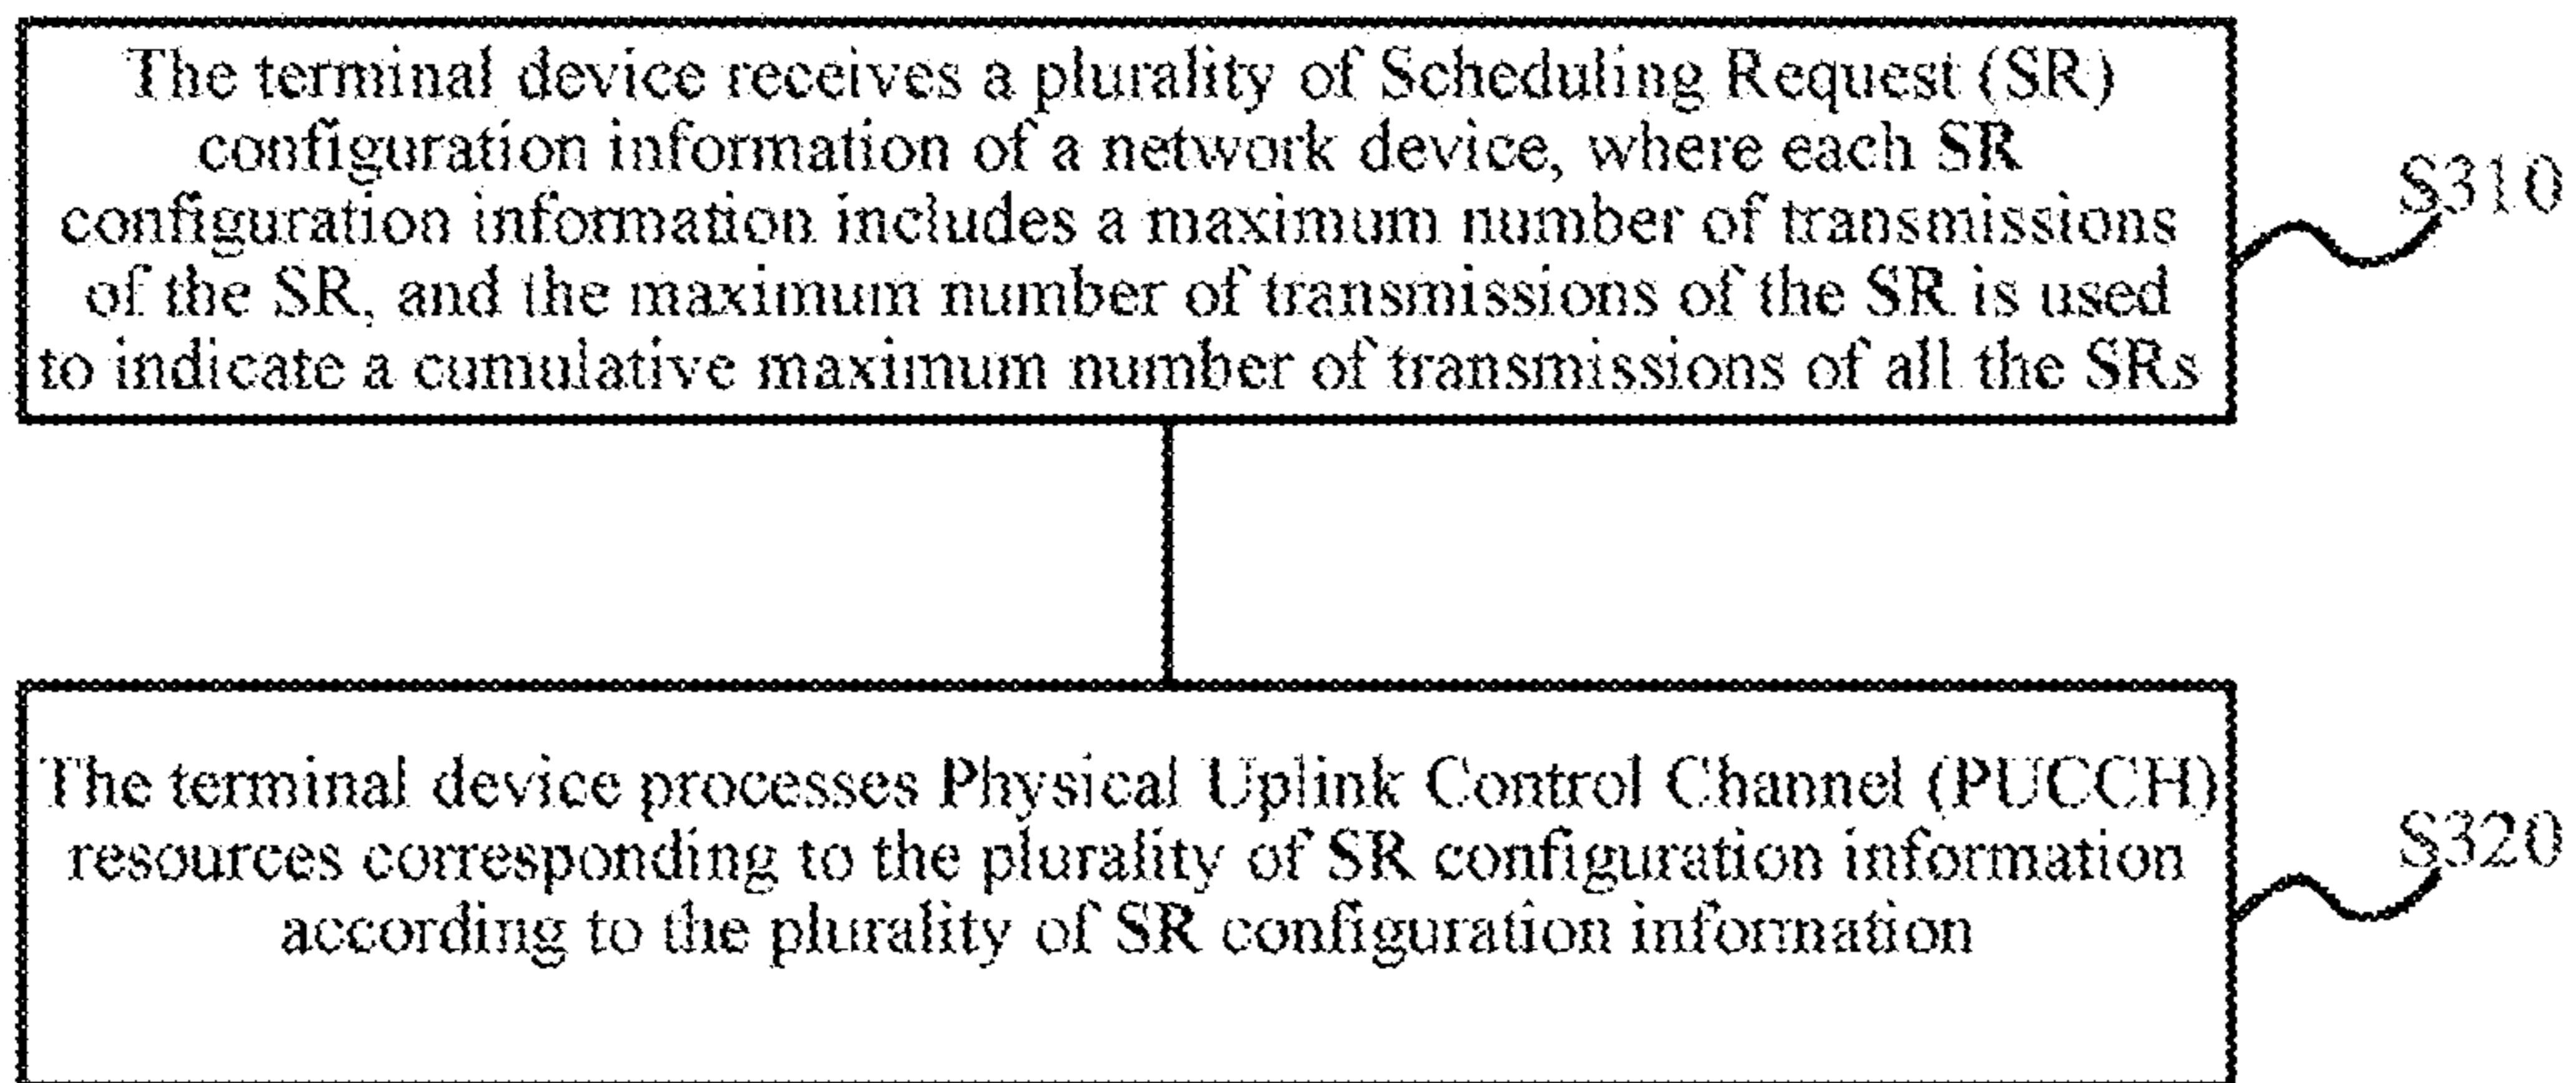 The terminal device receives a plurality of Scheduling Request (SR)
configuration information of a network device, where each SR
configuration information includes a maximum number of transmissions
of the SR, and the maximum number of transmissions of the SR is used
to indicate a cumulative maximum number of transmissions of all the SRs
S310
The terminal device processes Physical Uplink Control Channel (PUCCH)
resources corresponding to the plurality of SR configuration information
according to the plurality of SR configuration information
S320